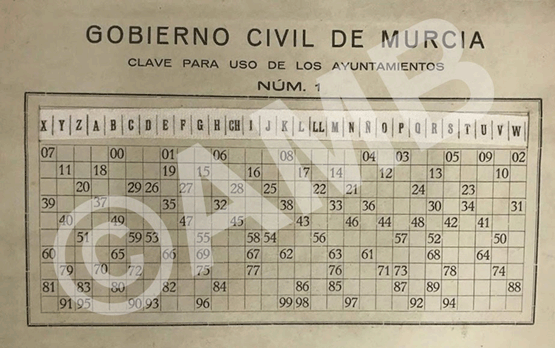 GOBIERNO CIVIL DE MURCIA
CLAVE PARA USO DE LOS AYUNTAMIENTOS
NÚM. 1
X Y Z A B C D E F G H CH I J K L LL M N Ñ O P Q R S T U V W
07 00 01 06 08 04 03 05 09 02
11 18 19 15 16 17 14 13 12 10
20 29 26 27 28 25 22 21 24 23
39 37 35 32 38 33 36 30 34 31
40 49 47 45 43 46 44 48 42 41
51 59 53 55 58 54 56 57 52 50
60 65 66 69 67 62 63 61 68 64
79 70 72 75 77 76 71 73 78 74
81 83 80 82 84 86 85 87 89 88
91 95 90 93 96 99 98 97 92 94
©AMB